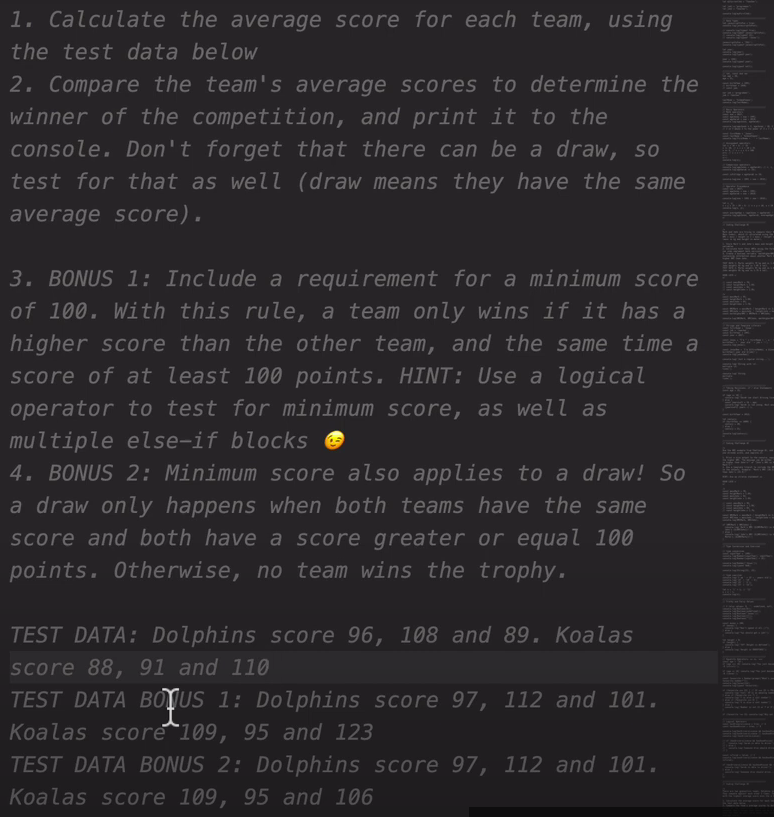 1. Calculate the average score for each team, using
the test data below
2. Compare the team's average scores to determine the
winner of the competition, and print it to the
console. Don't forget that there can be a draw, so
test for that as well (draw means they have the same
average score).
3. BONUS 1: Include a requirement for a minimum score
of 100. With this rule, a team only wins if it has a
higher score than the other team, and the same time a
score of at least 100 points. HINT: Use a logical
operator to test for minimum score, as well as
multiple else-if blocks 😉
4. BONUS 2: Minimum score also applies to a draw! So
a draw only happens when both teams have the same
score and both have a score greater or equal 100
points. Otherwise, no team wins the trophy.
TEST DATA: Dolphins score 96, 108 and 89. Koalas
score 88, 91 and 110
TEST DATA BONUS 1: Dolphins score 97, 112 and 101.
Koalas score 109, 95 and 123
TEST DATA BONUS 2: Dolphins score 97, 112 and 101.
Koalas score 109, 95 and 106